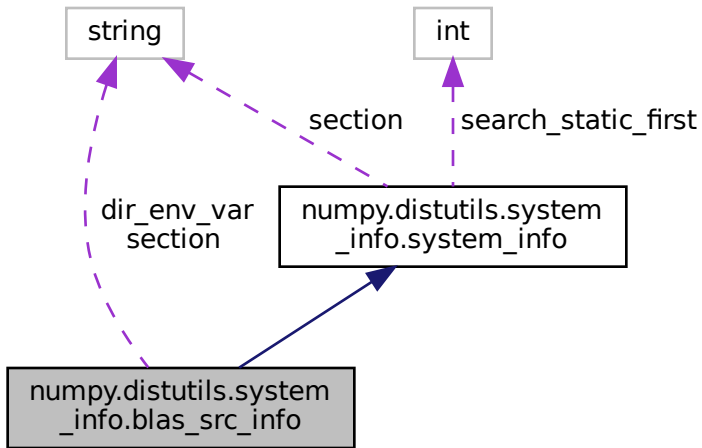 string
int
section
search_static_first
dir_env_var
section
numpy.distutils.system
_info.system_info
numpy.distutils.system
_info.blas_src_info